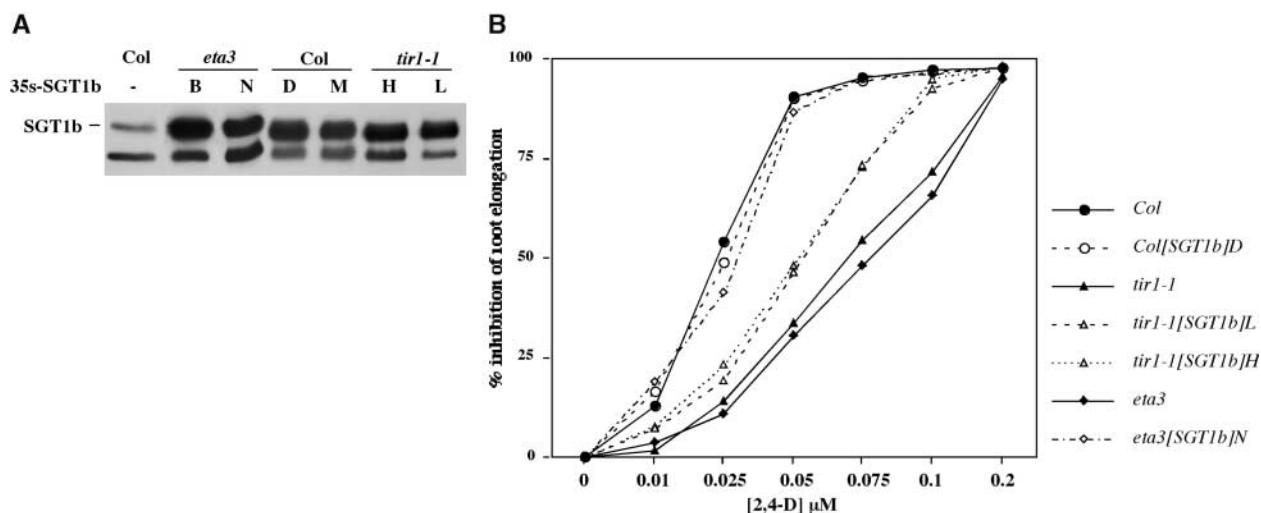 A
Col
eta3
Col
tir1-1
35s-SGT1b
-
B
N
D
M
H
L
SGT1b –
B
% inhibition of root elongation
100
75
50
25
0
0
0.01
0.025
0.05
0.075
0.1
0.2
[2,4-D] μM
Col
Col[SGT1b]D
tir1-1
tir1-1[SGT1b]L
tir1-1[SGT1b]H
eta3
eta3[SGT1b]N